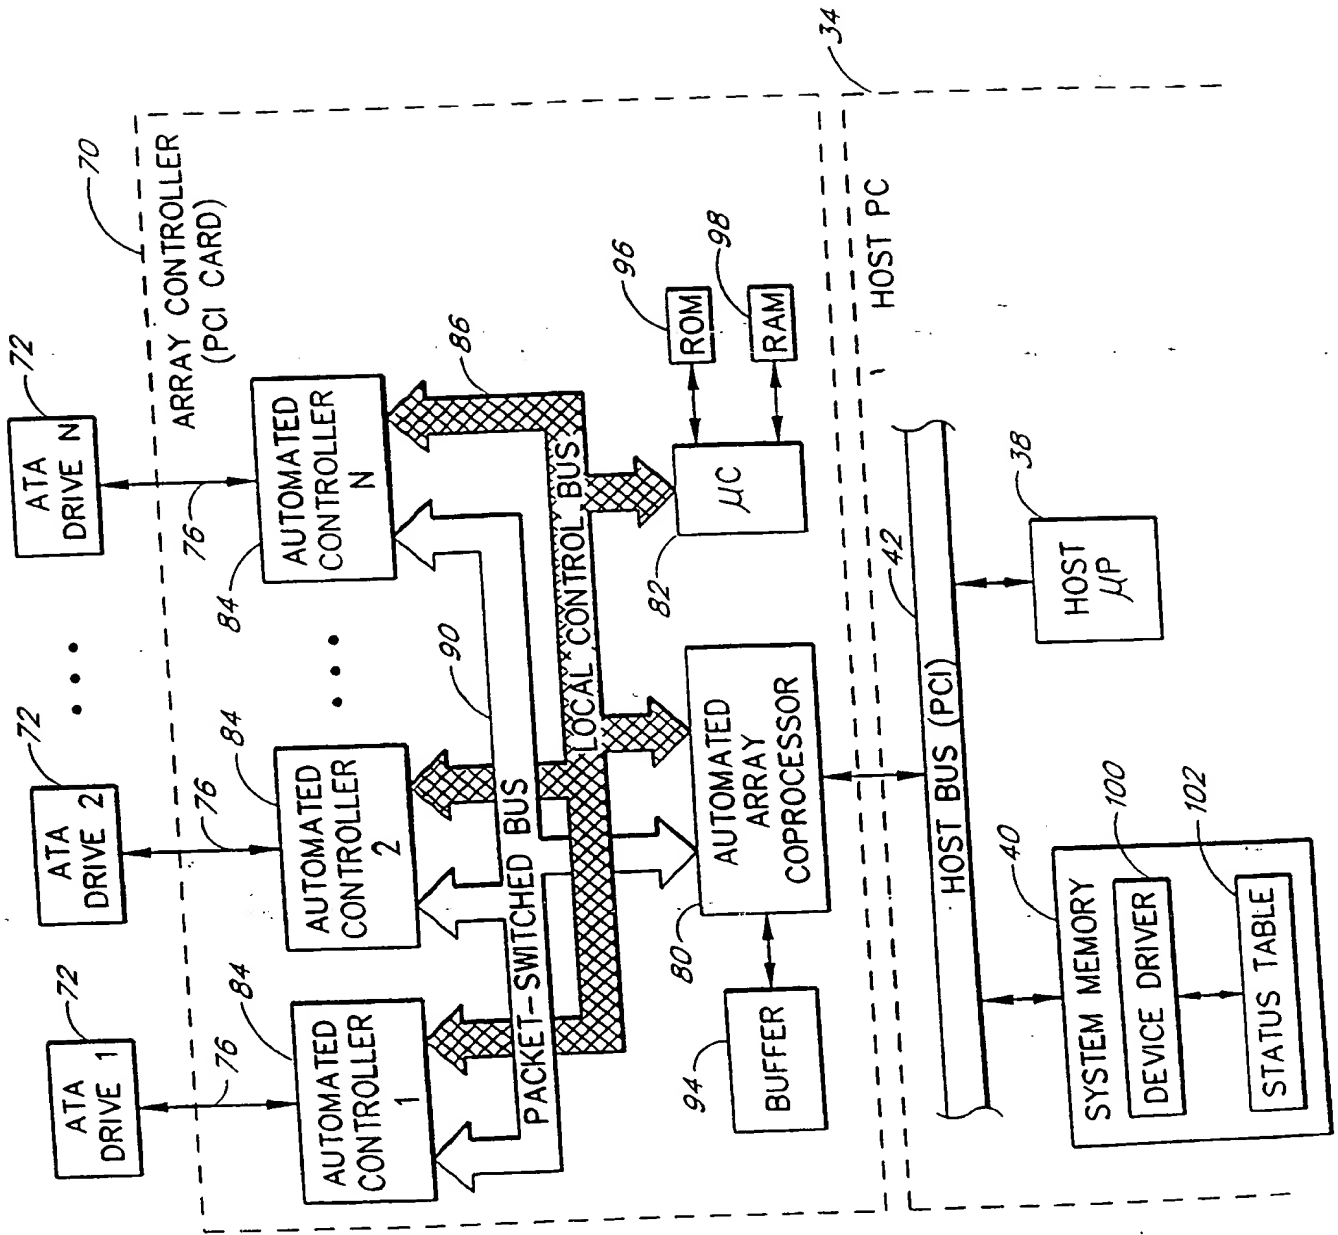 72
ATA
DRIVE 1
72
ATA
DRIVE 2
72
ATA
DRIVE N
76
76
76
70
ARRAY CONTROLLER
(PCI CARD)
84
AUTOMATED
CONTROLLER
1
84
AUTOMATED
CONTROLLER
2
84
AUTOMATED
CONTROLLER
N
90
86
PACKET-SWITCHED BUS
LOCAL CONTROL BUS
94
BUFFER
80
AUTOMATED
ARRAY
COPROCESSOR
82
μC
96
ROM
98
RAM
34
HOST PC
42
HOST BUS (PCI)
40
SYSTEM MEMORY
100
DEVICE DRIVER
102
STATUS TABLE
38
HOST
μP